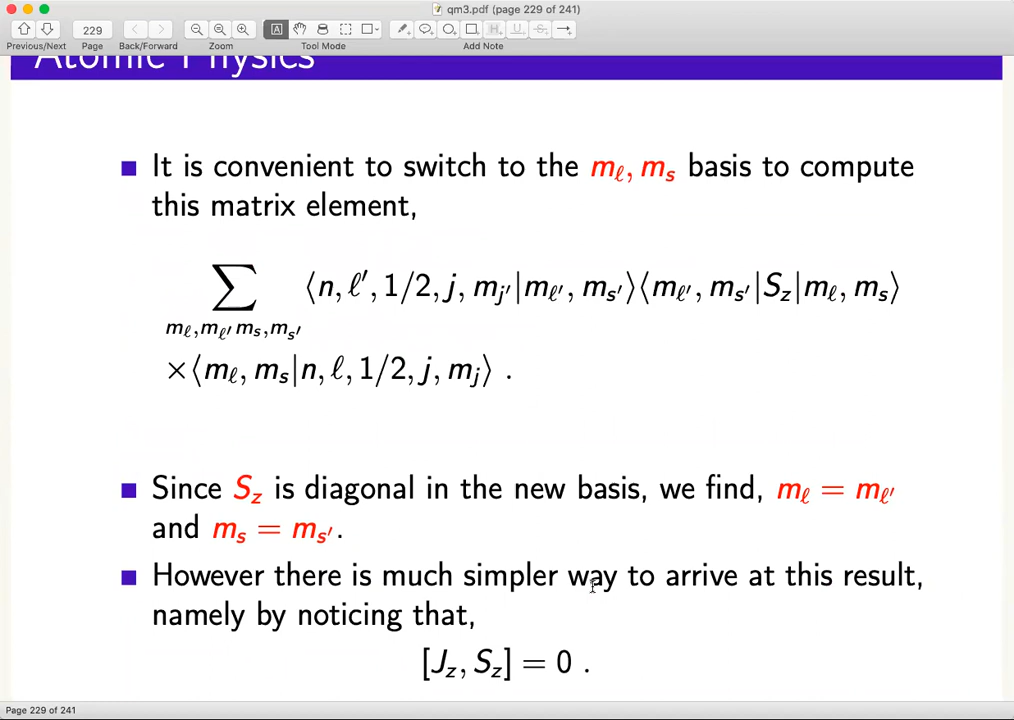 qm3.pdf (page 229 of 241)
229
Previous/Next Page Back/Forward Zoom Tool Mode Add Note
Atomic Physics
It is convenient to switch to the mℓ, ms basis to compute
this matrix element,
∑ ⟨n, ℓ′, 1/2, j, mj′|mℓ′, ms′⟩⟨mℓ′, ms′|Sz|mℓ, ms⟩
mℓ,mℓ′ ms,ms′
×⟨mℓ, ms|n, ℓ, 1/2, j, mj⟩ .
Since Sz is diagonal in the new basis, we find, mℓ = mℓ′
and ms = ms′.
However there is much simpler way to arrive at this result,
namely by noticing that,
[Jz, Sz] = 0 .
Page 229 of 241